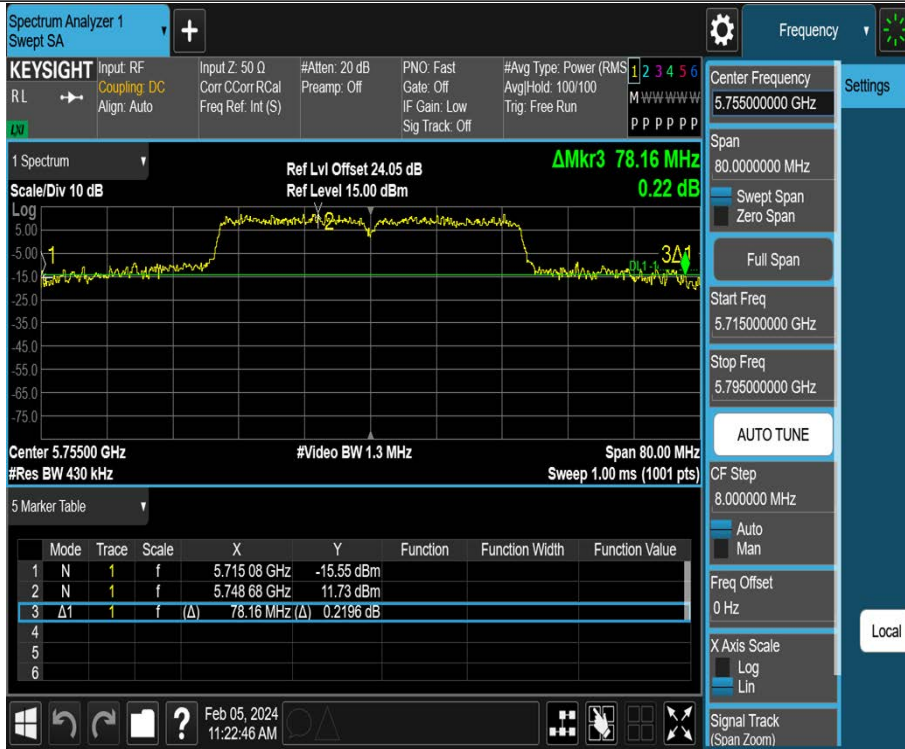 Spectrum Analyzer 1
Swept SA
+
Frequency
KEYSIGHT
RL
LXI
Input: RF
Coupling: DC
Align: Auto
Input Z: 50 Ω
Corr CCorr RCal
Freq Ref: Int (S)
#Atten: 20 dB
Preamp: Off
PNO: Fast
Gate: Off
IF Gain: Low
Sig Track: Off
#Avg Type: Power (RMS
Avg|Hold: 100/100
Trig: Free Run
1 2 3 4 5 6
M W W W W W
P P P P P P
Settings
Center Frequency
5.755000000 GHz
Span
80.0000000 MHz
Swept Span
Zero Span
Full Span
Start Freq
5.715000000 GHz
Stop Freq
5.795000000 GHz
AUTO TUNE
CF Step
8.000000 MHz
Auto
Man
Freq Offset
0 Hz
X Axis Scale
Log
Lin
Signal Track
(Span Zoom)
Local
1 Spectrum
Scale/Div 10 dB
Ref Lvl Offset 24.05 dB
Ref Level 15.00 dBm
ΔMkr3 78.16 MHz
0.22 dB
Log
5.00
-5.00
-15.0
-25.0
-35.0
-45.0
-55.0
-65.0
-75.0
1
2
3Δ1
Center 5.75500 GHz
#Res BW 430 kHz
#Video BW 1.3 MHz
Span 80.00 MHz
Sweep 1.00 ms (1001 pts)
5 Marker Table
Mode Trace Scale X Y Function Function Width Function Value
1 N 1 f 5.715 08 GHz -15.55 dBm
2 N 1 f 5.748 68 GHz 11.73 dBm
3 Δ1 1 f (Δ) 78.16 MHz (Δ) 0.2196 dB
4
5
6
?
Feb 05, 2024
11:22:46 AM